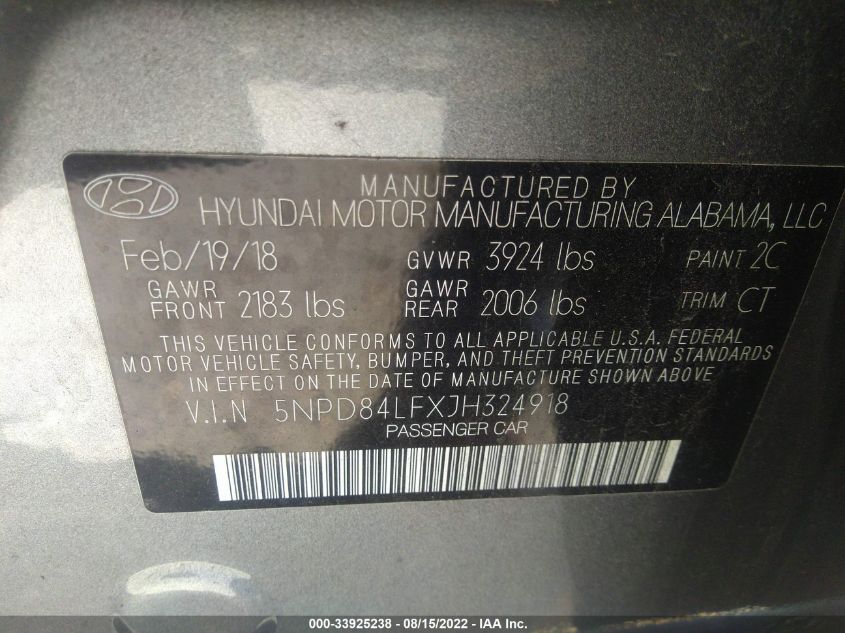 MANUFACTURED BY
HYUNDAI MOTOR MANUFACTURING ALABAMA, LLC
Feb/19/18 GVWR 3924 lbs PAINT 2C
GAWR FRONT 2183 lbs GAWR REAR 2006 lbs TRIM CT
THIS VEHICLE CONFORMS TO ALL APPLICABLE U.S.A. FEDERAL
MOTOR VEHICLE SAFETY, BUMPER, AND THEFT PREVENTION STANDARDS
IN EFFECT ON THE DATE OF MANUFACTURE SHOWN ABOVE
V.I.N 5NPD84LFXJH324918
PASSENGER CAR
000-33925238 - 08/15/2022 - IAA Inc.